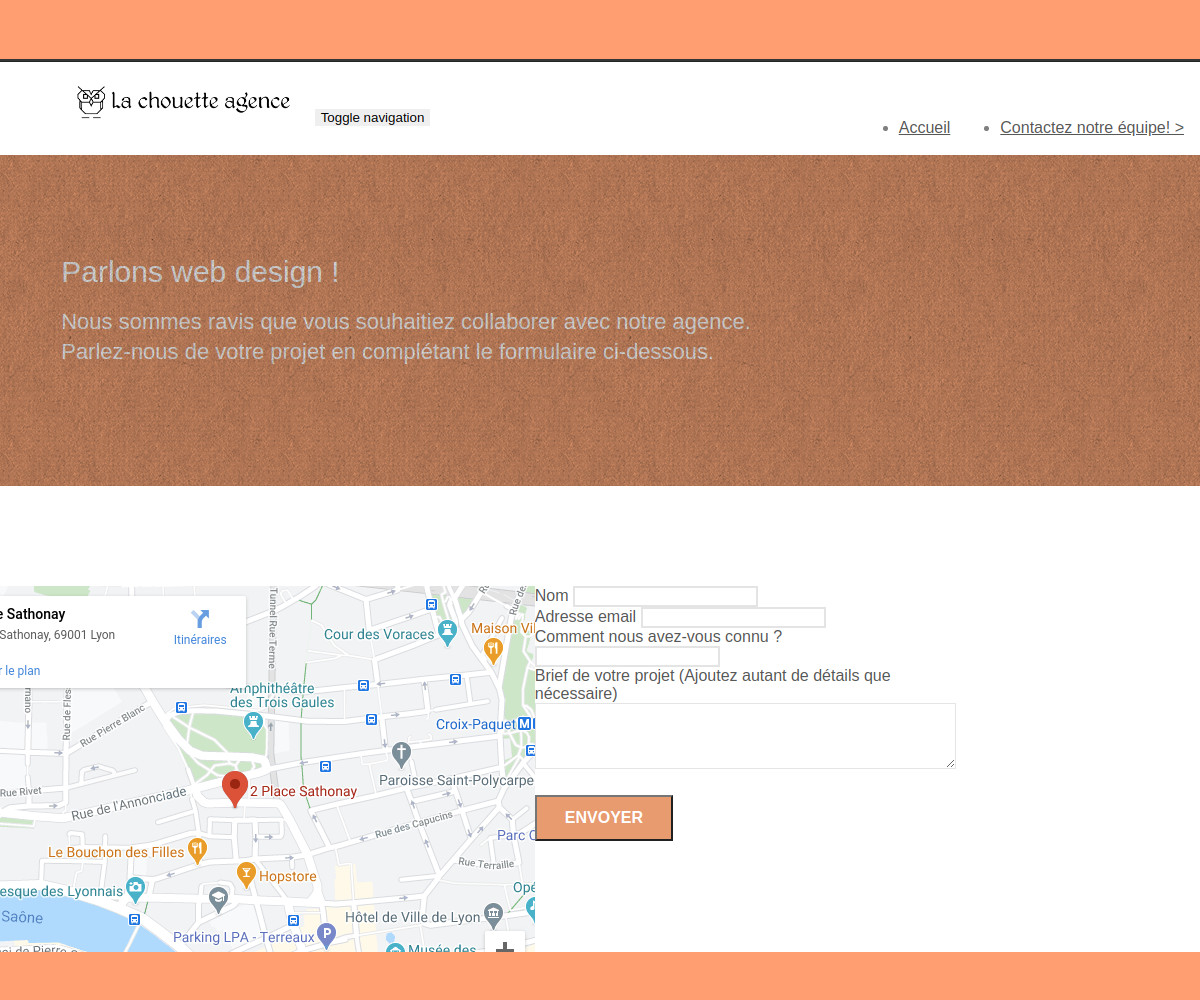 La chouette agence
Toggle navigation
Accueil
Contactez notre équipe! >
Parlons web design !
Nous sommes ravis que vous souhaitiez collaborer avec notre agence.
Parlez-nous de votre projet en complétant le formulaire ci-dessous.
Sathonay
Sathonay, 69001 Lyon
Itinéraires
le plan
Tunnel Rue Terme
Cour des Voraces
Maison
Rue de
Amphithéâtre
des Trois Gaules
Rue Pierre Blanc
Croix-Paquet
Paroisse Saint-Polycarpe
2 Place Sathonay
Rue Rivet
Rue de l'Annonciade
Rue des Capucins
Parc
Le Bouchon des Filles
Rue Terraille
Hopstore
des Lyonnais
Saône
Hôtel de Ville de Lyon
Parking LPA - Terreaux
P
Musée des
de Pierre
Nom
Adresse email
Comment nous avez-vous connu ?
Brief de votre projet (Ajoutez autant de détails que
nécessaire)
ENVOYER